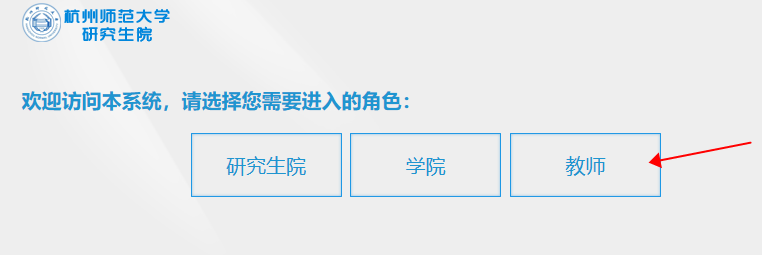 杭州师范大学
研究生院
欢迎访问本系统，请选择您需要进入的角色：
研究生院
学院
教师